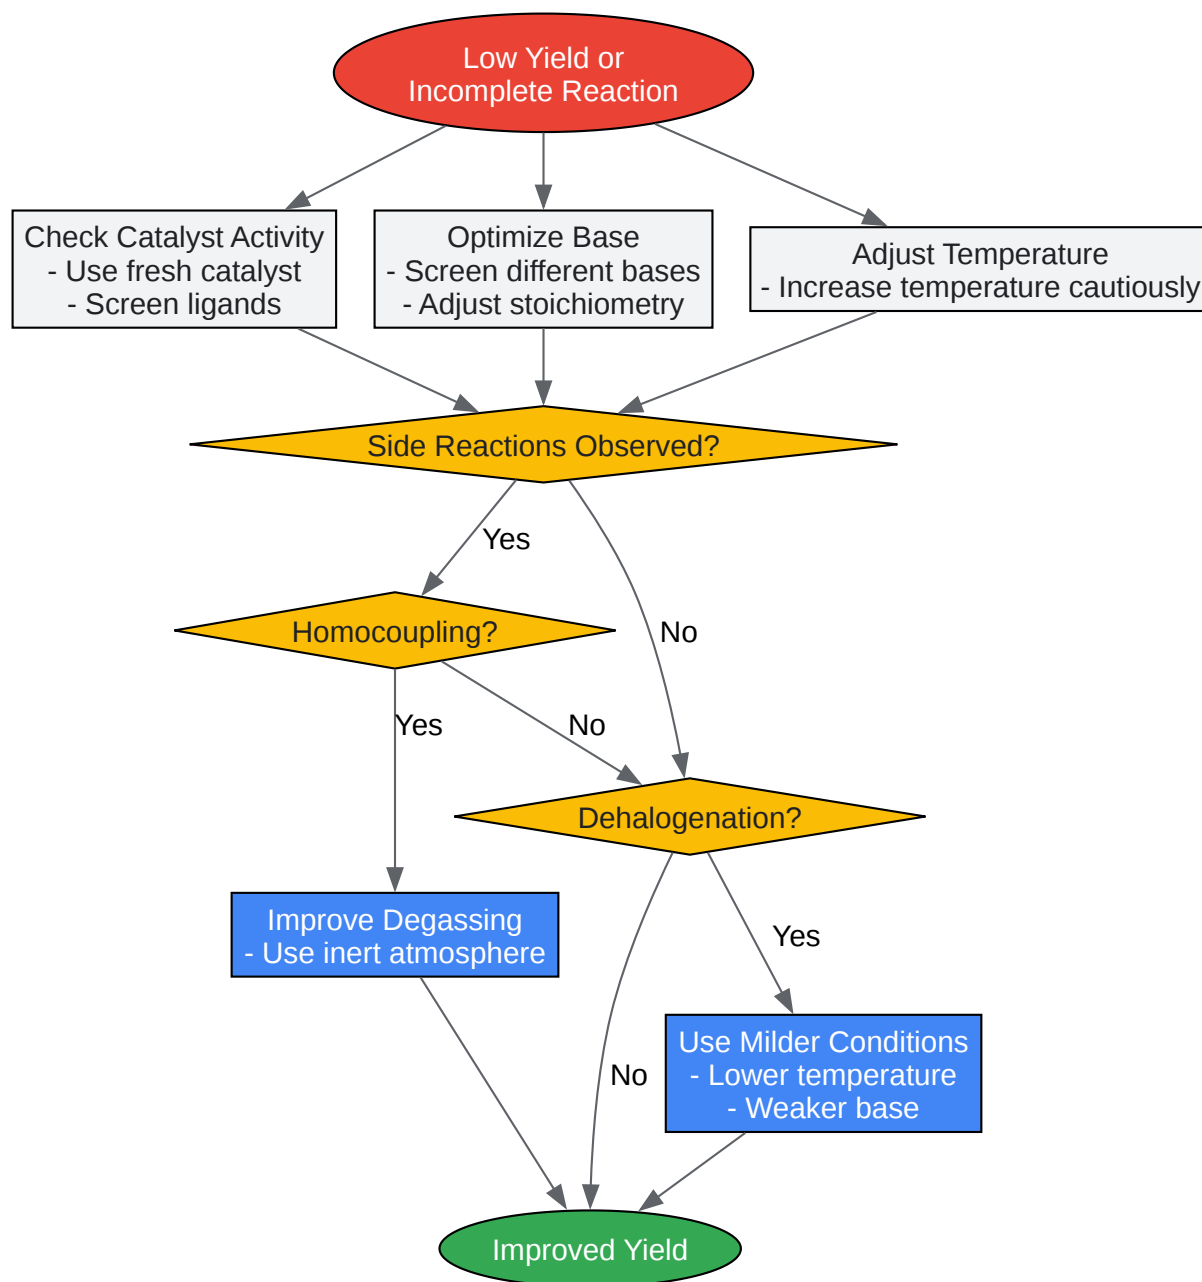 Low Yield or
Incomplete Reaction
Check Catalyst Activity
- Use fresh catalyst
- Screen ligands
Optimize Base
- Screen different bases
- Adjust stoichiometry
Adjust Temperature
- Increase temperature cautiously
Side Reactions Observed?
Yes
No
Homocoupling?
Yes
No
Dehalogenation?
Improve Degassing
- Use inert atmosphere
Yes
No
Use Milder Conditions
- Lower temperature
- Weaker base
Improved Yield